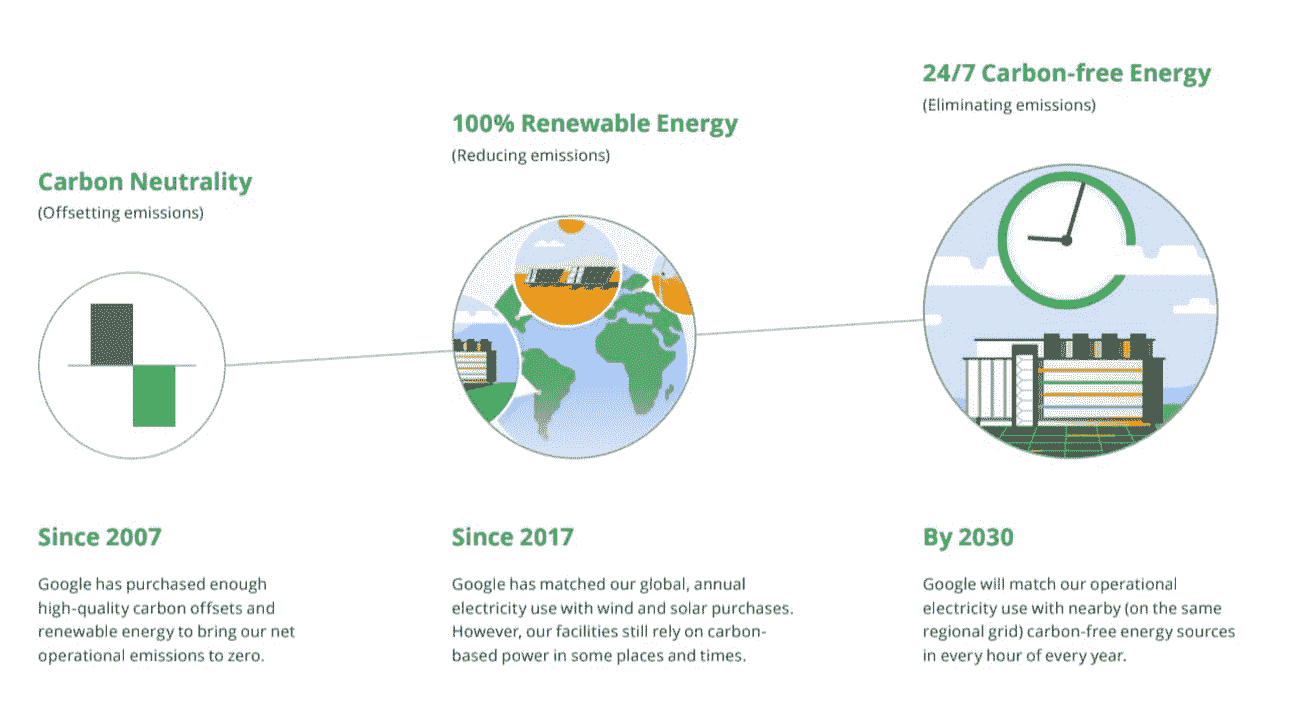 Carbon Neutrality
(Offsetting emissions)
100% Renewable Energy
(Reducing emissions)
24/7 Carbon-free Energy
(Eliminating emissions)
Since 2007
Google has purchased enough
high-quality carbon offsets and
renewable energy to bring our net
operational emissions to zero.
Since 2017
Google has matched our global, annual
electricity use with wind and solar purchases.
However, our facilities still rely on carbon-
based power in some places and times.
By 2030
Google will match our operational
electricity use with nearby (on the same
regional grid) carbon-free energy sources
in every hour of every year.